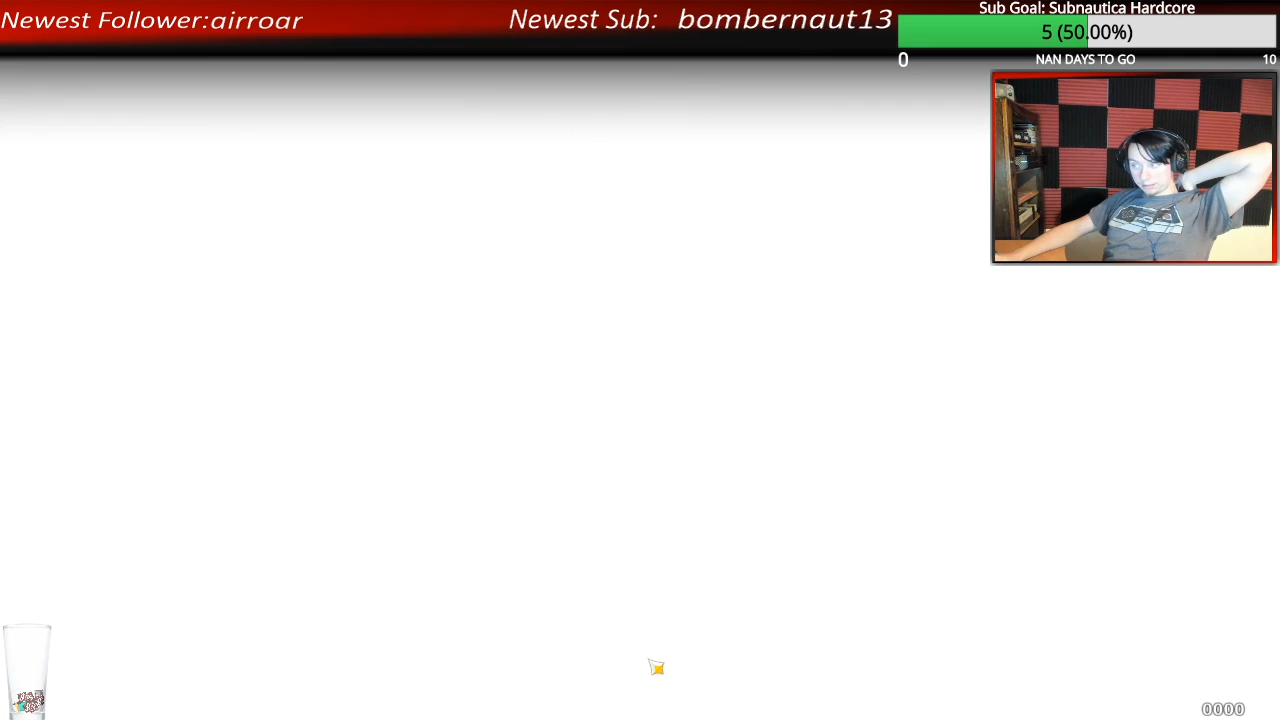 Newest Follower:airroar
Newest Sub: bombernaut13
Sub Goal: Subnautica Hardcore
5 (50.00%)
0
NAN DAYS TO GO
10
0000